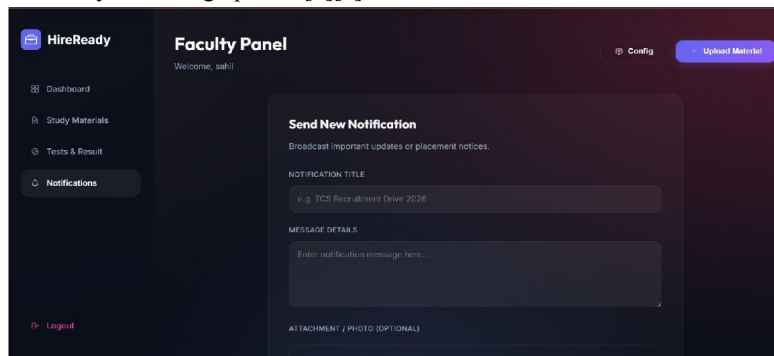 HireReady
Faculty Panel
Welcome, sahil
Config
Upload Material
Dashboard
Study Materials
Tests & Result
Notifications
Logout
Send New Notification
Broadcast important updates or placement notices.
NOTIFICATION TITLE
e.g. TCS Recruitment Drive 2026
MESSAGE DETAILS
Enter notification message here...
ATTACHMENT / PHOTO (OPTIONAL)